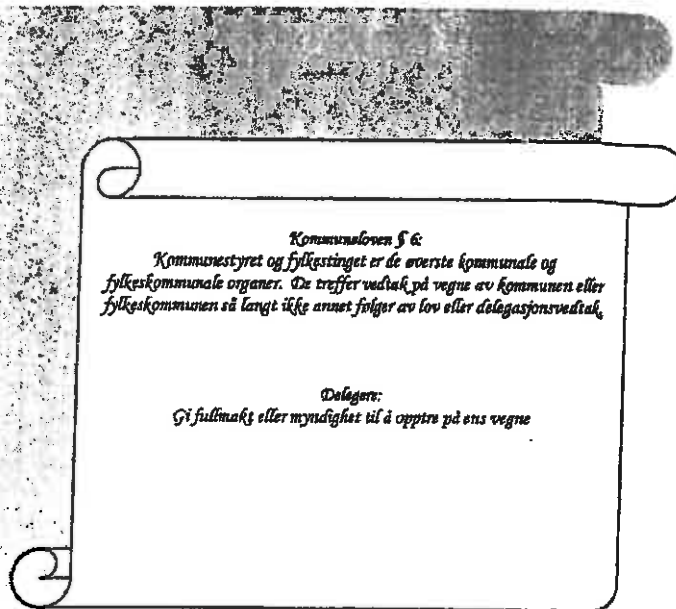 Kommuneloven § 6:
Kommunestyret og fylkestinget er de øverste kommunale og
fylkeskommunale organer. De treffer vedtak på vegne av kommunen eller
fylkeskommunen så langt ikke annet følger av lov eller delegasjonsvedtak.
Delegere:
Gi fullmakt eller myndighet til å opptre på ens vegne